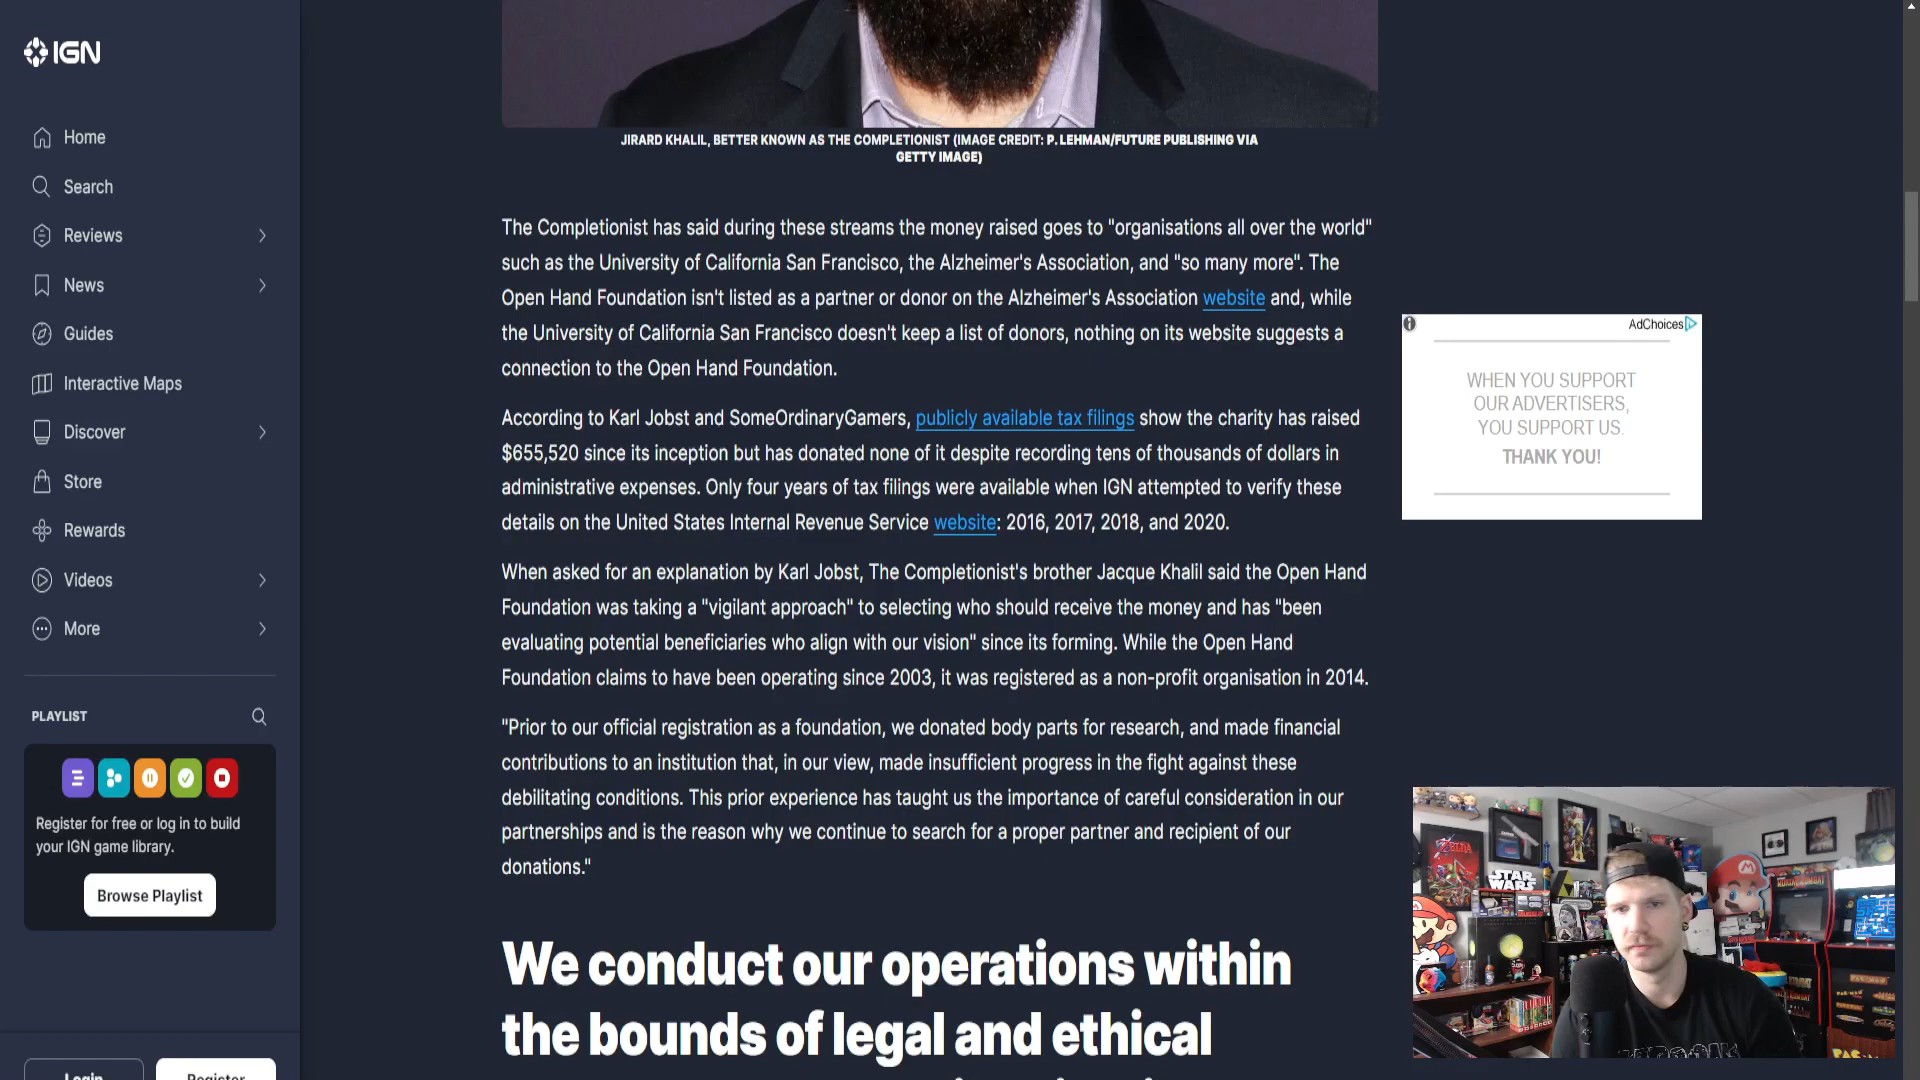 IGN
Home
Search
Reviews
News
Guides
Interactive Maps
Discover
Store
Rewards
Videos
More
PLAYLIST
Register for free or log in to build
your IGN game library.
Browse Playlist
Login
Register
JIRARD KHALIL, BETTER KNOWN AS THE COMPLETIONIST (IMAGE CREDIT: P. LEHMAN/FUTURE PUBLISHING VIA
GETTY IMAGE)
The Completionist has said during these streams the money raised goes to "organisations all over the world"
such as the University of California San Francisco, the Alzheimer's Association, and "so many more". The
Open Hand Foundation isn't listed as a partner or donor on the Alzheimer's Association website and, while
the University of California San Francisco doesn't keep a list of donors, nothing on its website suggests a
connection to the Open Hand Foundation.
According to Karl Jobst and SomeOrdinaryGamers, publicly available tax filings show the charity has raised
$655,520 since its inception but has donated none of it despite recording tens of thousands of dollars in
administrative expenses. Only four years of tax filings were available when IGN attempted to verify these
details on the United States Internal Revenue Service website: 2016, 2017, 2018, and 2020.
When asked for an explanation by Karl Jobst, The Completionist's brother Jacque Khalil said the Open Hand
Foundation was taking a "vigilant approach" to selecting who should receive the money and has "been
evaluating potential beneficiaries who align with our vision" since its forming. While the Open Hand
Foundation claims to have been operating since 2003, it was registered as a non-profit organisation in 2014.
"Prior to our official registration as a foundation, we donated body parts for research, and made financial
contributions to an institution that, in our view, made insufficient progress in the fight against these
debilitating conditions. This prior experience has taught us the importance of careful consideration in our
partnerships and is the reason why we continue to search for a proper partner and recipient of our
donations."
We conduct our operations within
the bounds of legal and ethical
AdChoices
WHEN YOU SUPPORT
OUR ADVERTISERS,
YOU SUPPORT US.
THANK YOU!
ZELDA
STAR
WARS
MORTAL KOMBAT
PAC-MAN